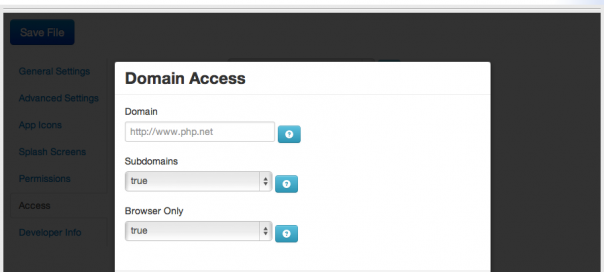 Save File
General Settings
Advanced Settings
App Icons
Splash Screens
Permissions
Access
Developer Info
Domain Access
Domain
http://www.php.net
?
Subdomains
true
?
Browser Only
true
?